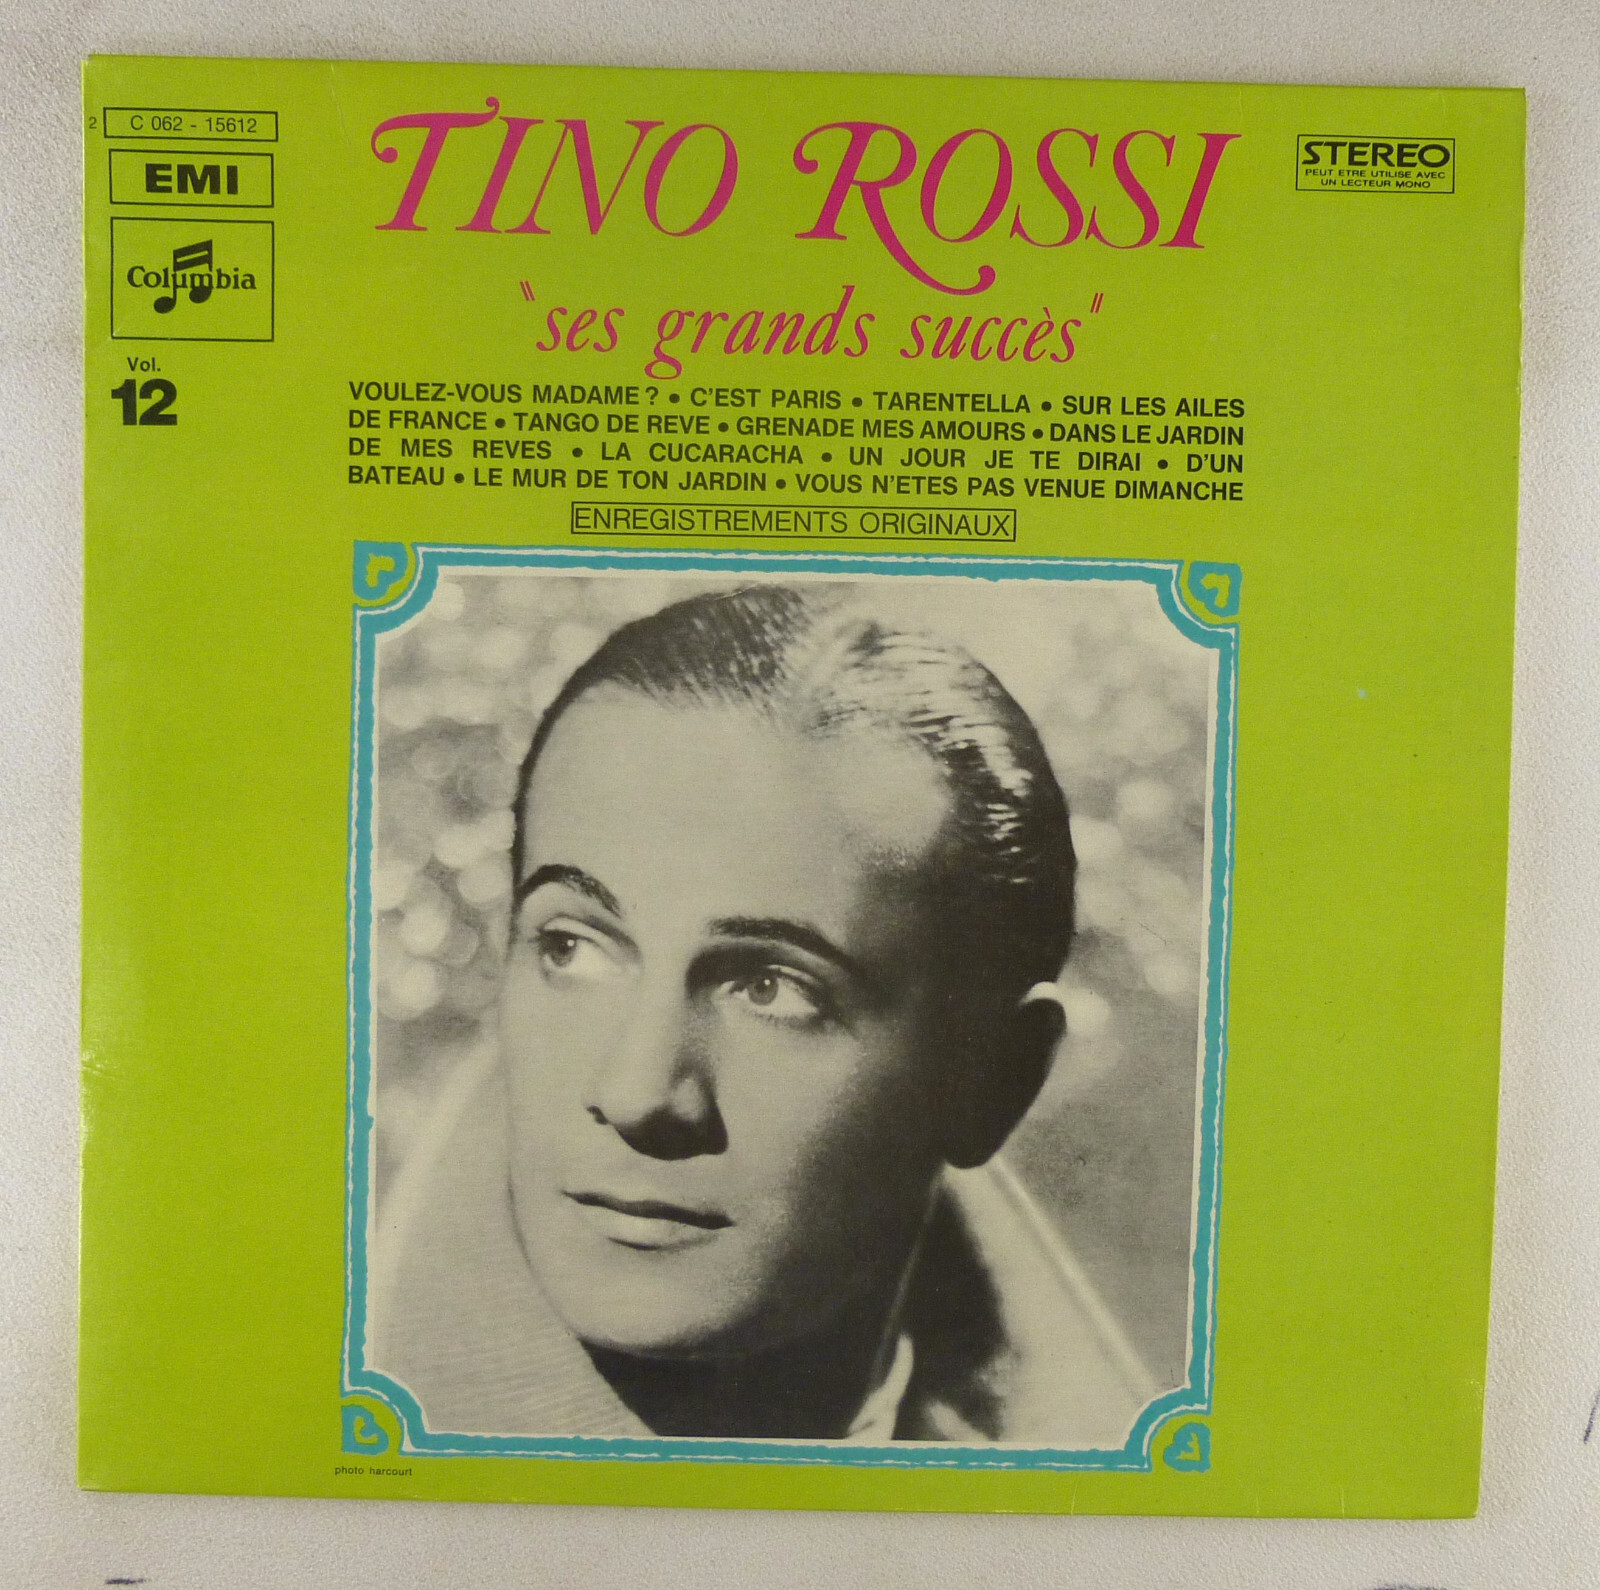 2 C 062 - 15612
EMI
Columbia
Vol.
12
TINO ROSSI
"ses grands succès"
STEREO
PEUT ETRE UTILISE AVEC
UN LECTEUR MONO
VOULEZ-VOUS MADAME ? • C'EST PARIS • TARENTELLA • SUR LES AILES
DE FRANCE • TANGO DE REVE • GRENADE MES AMOURS • DANS LE JARDIN
DE MES REVES • LA CUCARACHA • UN JOUR JE TE DIRAI • D'UN
BATEAU • LE MUR DE TON JARDIN • VOUS N'ETES PAS VENUE DIMANCHE
ENREGISTREMENTS ORIGINAUX
photo harcourt